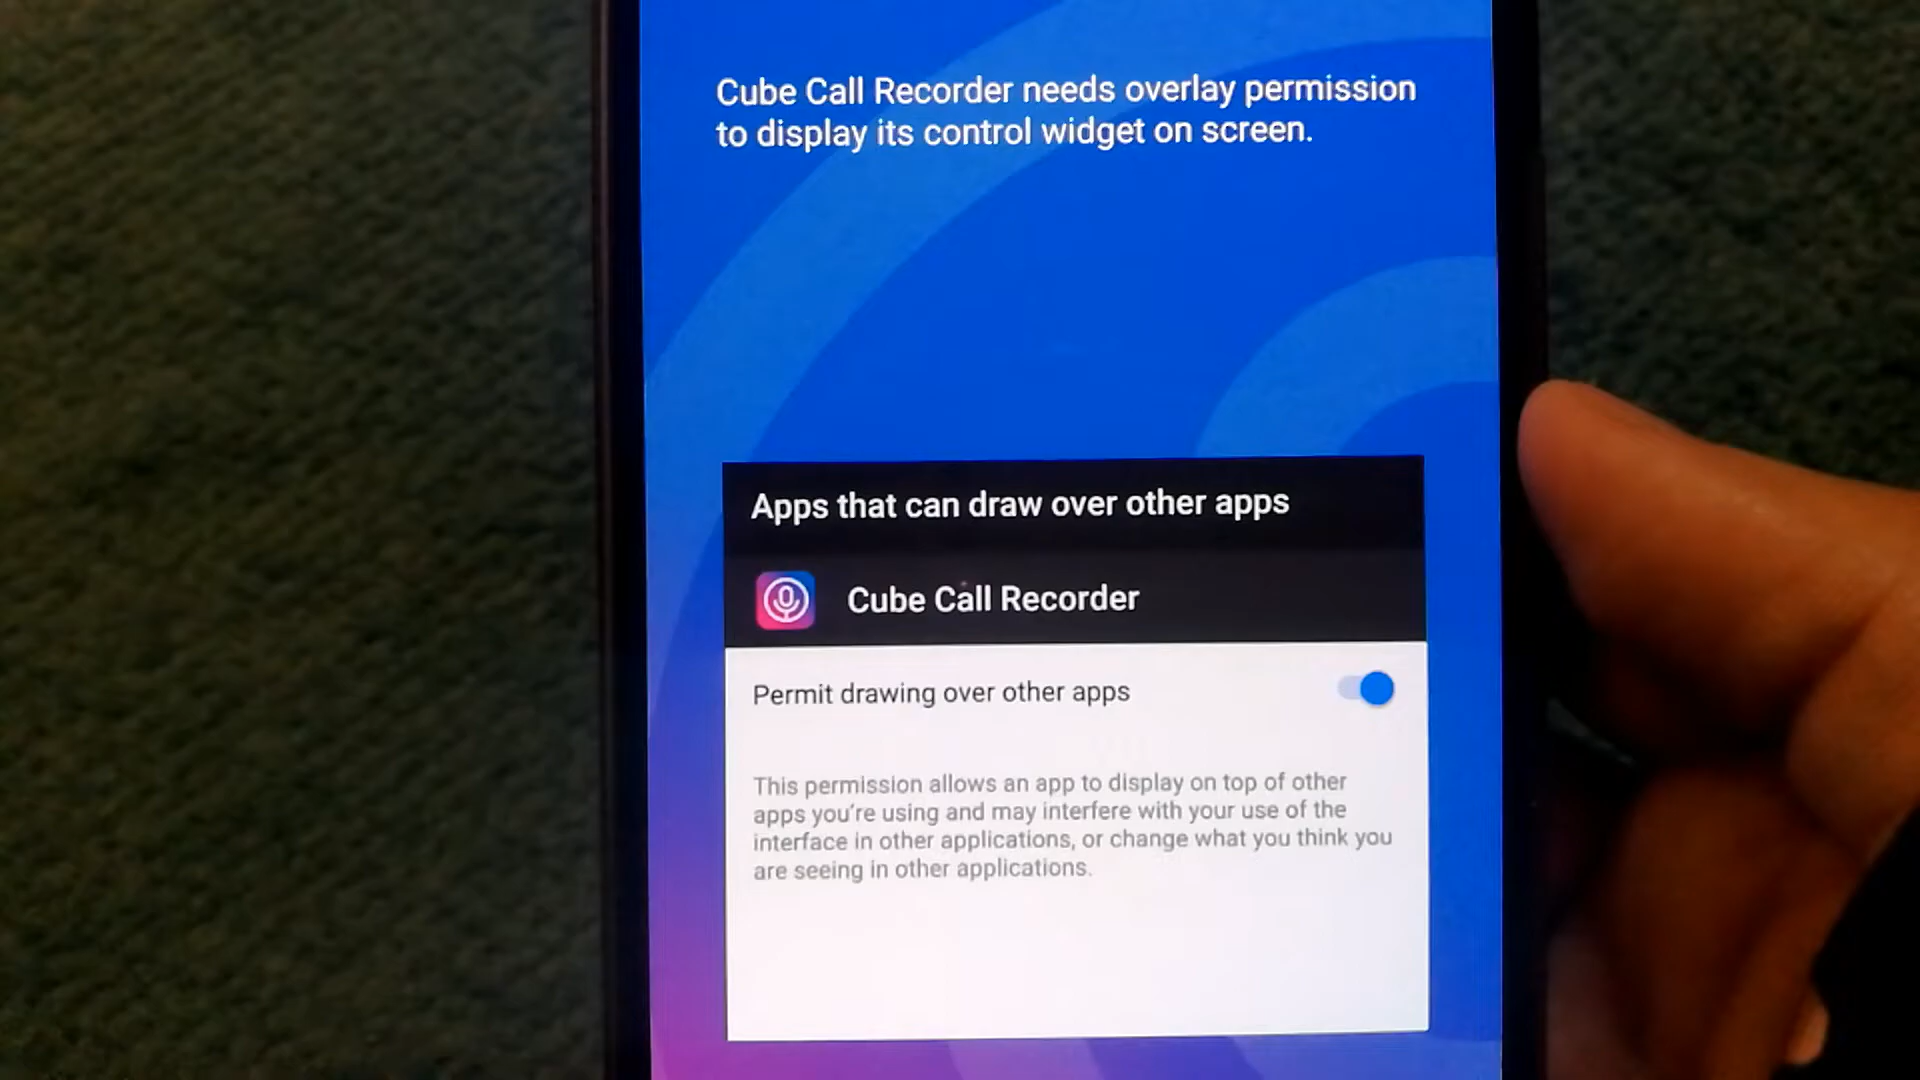 Cube Call Recorder needs overlay permission
to display its control widget on screen.
Apps that can draw over other apps
Cube Call Recorder
Permit drawing over other apps
This permission allows an app to display on top of other
apps you're using and may interfere with your use of the
interface in other applications, or change what you think you
are seeing in other applications.